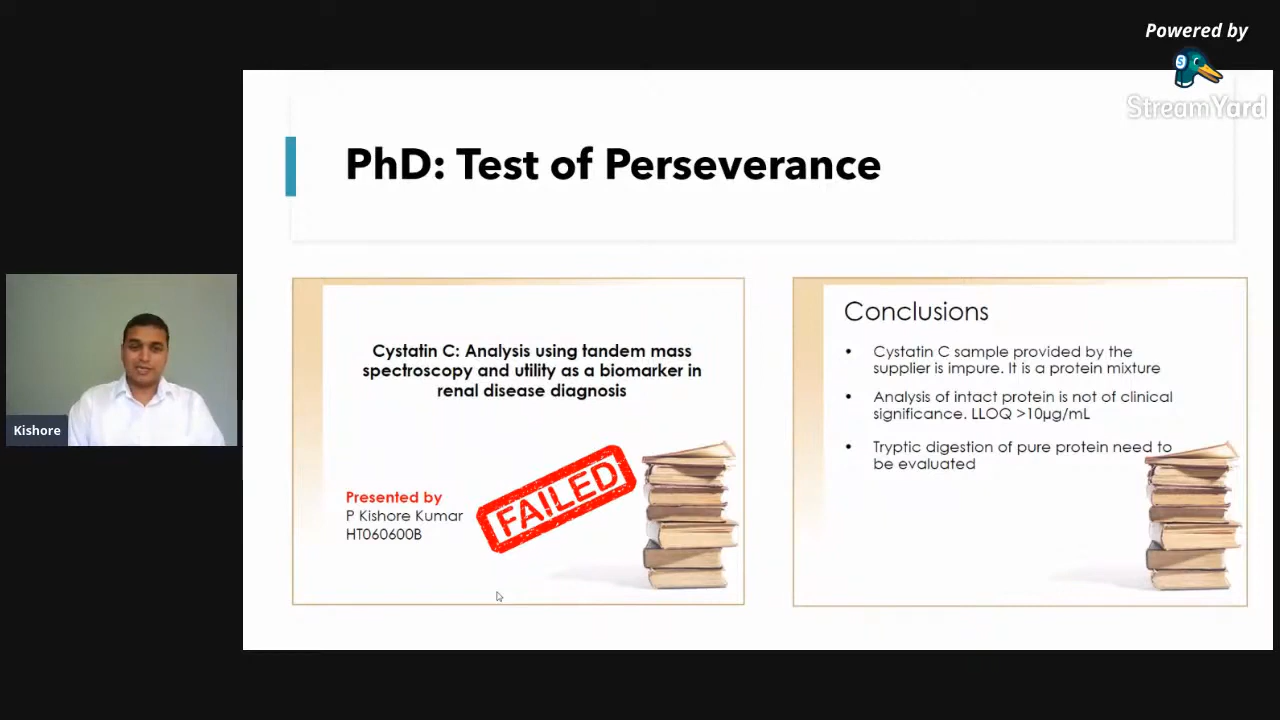 Powered by
StreamYard
PhD: Test of Perseverance
Cystatin C: Analysis using tandem mass
spectroscopy and utility as a biomarker in
renal disease diagnosis
Presented by
P Kishore Kumar
HT060600B
FAILED
Conclusions
• Cystatin C sample provided by the
supplier is impure. It is a protein mixture
• Analysis of intact protein is not of clinical
significance. LLOQ >10µg/mL
• Tryptic digestion of pure protein need to
be evaluated
Kishore